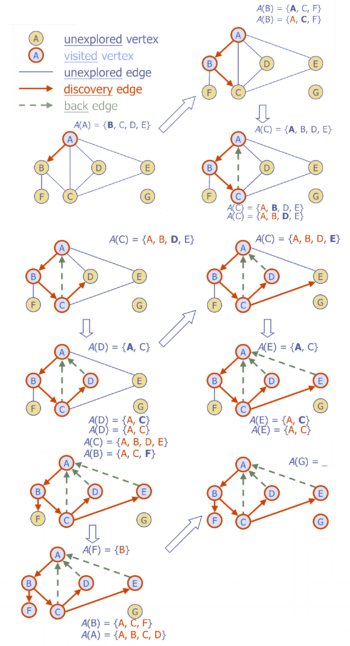 A unexplored vertex
A visited vertex
unexplored edge
discovery edge
back edge
A(A) = {B, C, D, E}
A
B D E
F C G
A(B) = {A, C, F}
A(B) = {A, C, F}
A
B D E
F C G
A(C) = {A, B, D, E}
A
B D E
F C G
A(C) = {A, B, D, E}
A(C) = {A, B, D, E}
A(C) = {A, B, D, E}
A
B D E
F C G
A(D) = {A, C}
A
B D E
F C G
A(D) = {A, C}
A(D) = {A, C}
A(C) = {A, B, D, E}
A(B) = {A, C, F}
A(C) = {A, B, D, E}
A
B D E
F C G
A(E) = {A, C}
A
B D E
F C G
A(E) = {A, C}
A(E) = {A, C}
A
B D E
F C G
A(F) = {B}
A
B D E
F C G
A(B) = {A, C, F}
A(A) = {A, B, C, D}
A(G) = _
A
B D E
F C G